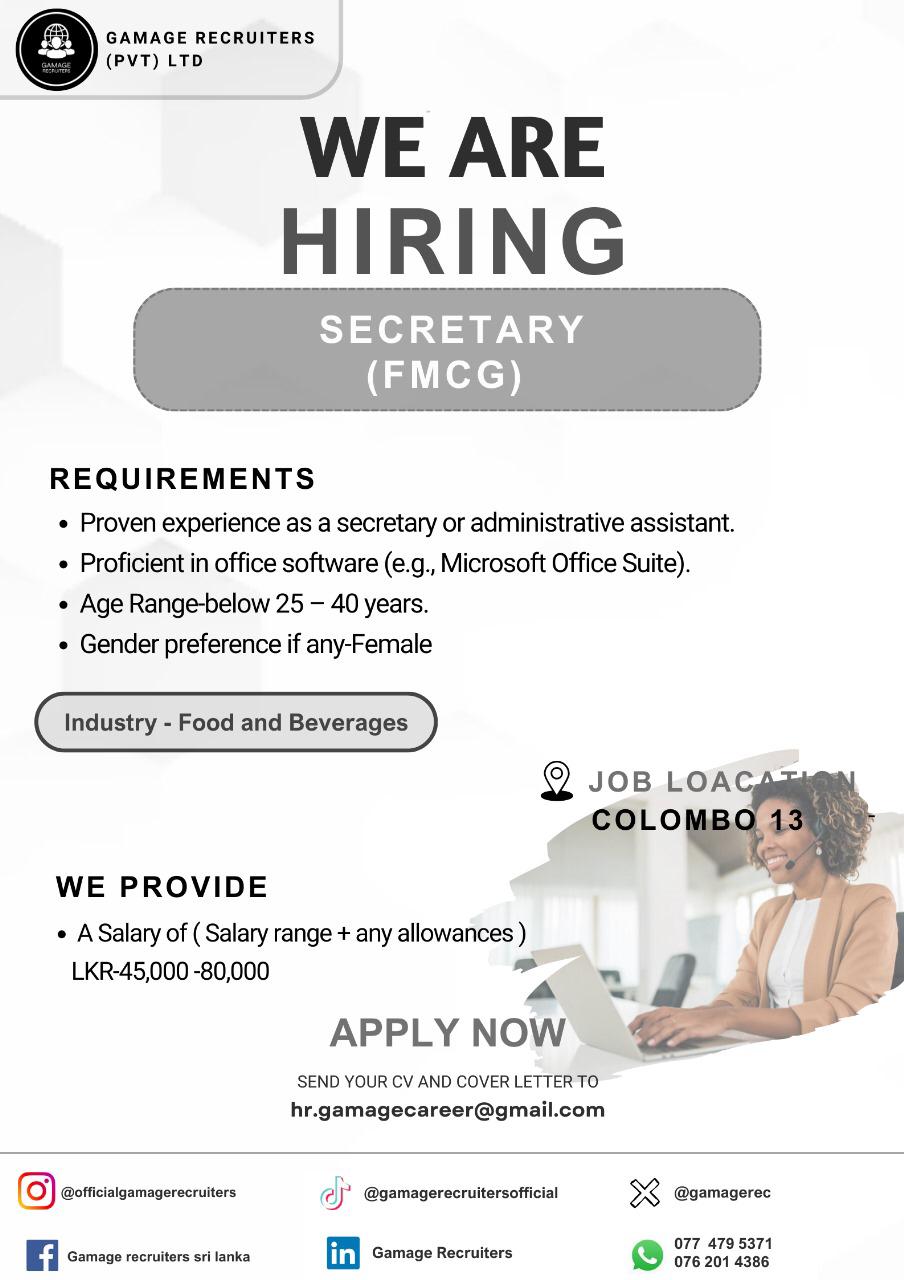 GAMAGE RECRUITERS
(PVT) LTD
GAMAGE
RECRUITERS
WE ARE
HIRING
SECRETARY
(FMCG)
REQUIREMENTS
• Proven experience as a secretary or administrative assistant.
• Proficient in office software (e.g., Microsoft Office Suite).
• Age Range-below 25 – 40 years.
• Gender preference if any-Female
Industry - Food and Beverages
JOB LOACATION
COLOMBO 13
WE PROVIDE
• A Salary of ( Salary range + any allowances )
LKR-45,000 -80,000
APPLY NOW
SEND YOUR CV AND COVER LETTER TO
hr.gamagecareer@gmail.com
@officialgamagerecruiters
@gamagerecruitersofficial
@gamagerec
Gamage recruiters sri lanka
Gamage Recruiters
077 479 5371
076 201 4386